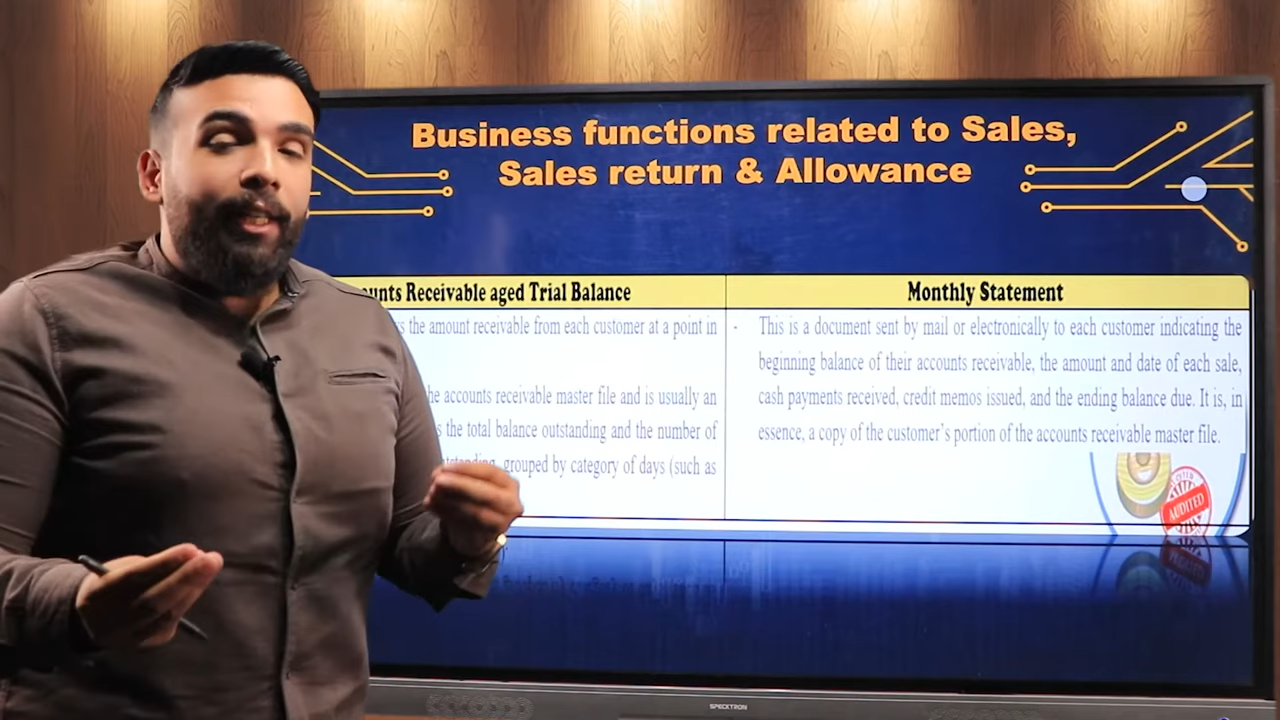 Business functions related to Sales,
Sales return & Allowance
Receivable aged Trial Balance
the amount receivable from each customer at a point in
accounts receivable master file and is usually an
the total balance outstanding and the number of
grouped by category of days (such as
Monthly Statement
- This is a document sent by mail or electronically to each customer indicating the
beginning balance of their accounts receivable, the amount and date of each sale,
cash payments received, credit memos issued, and the ending balance due. It is, in
essence, a copy of the customer's portion of the accounts receivable master file.
AUDITED
SPECKTRON